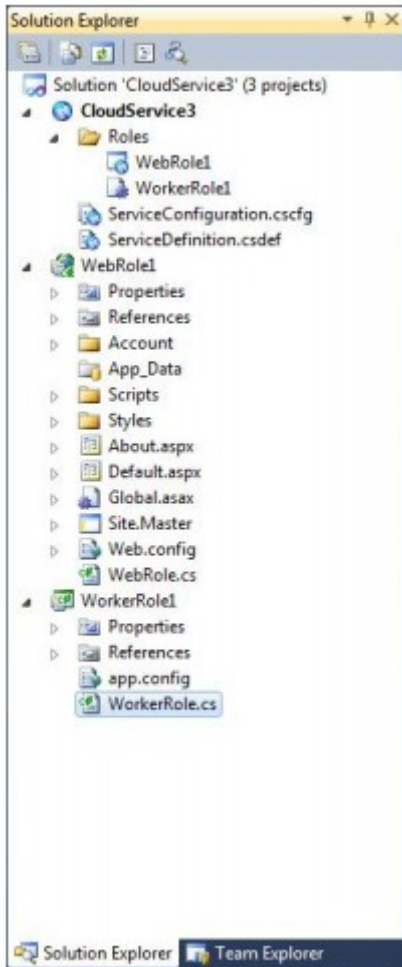 Solution Explorer
Solution 'CloudService3' (3 projects)
CloudService3
Roles
WebRole1
WorkerRole1
ServiceConfiguration.cscfg
ServiceDefinition.csdef
WebRole1
Properties
References
Account
App_Data
Scripts
Styles
About.aspx
Default.aspx
Global.asax
Site.Master
Web.config
WebRole.cs
WorkerRole1
Properties
References
app.config
WorkerRole.cs
Solution Explorer Team Explorer